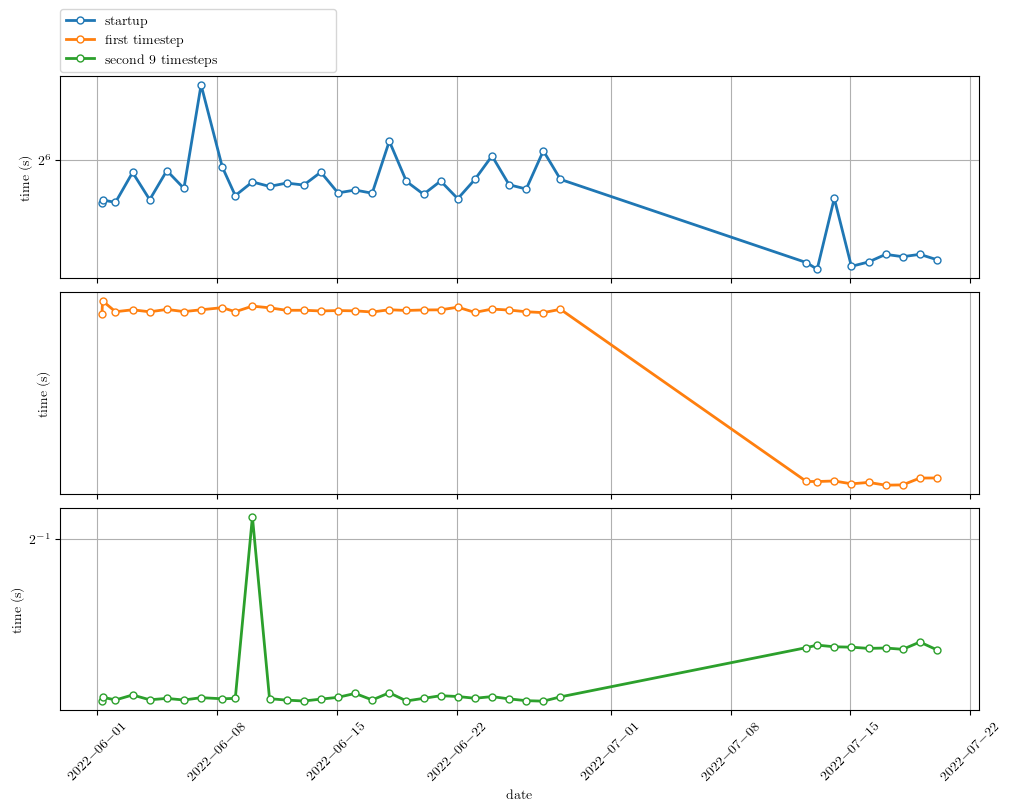 startup
first timestep
second 9 timesteps
time (s)
2^6
time (s)
time (s)
2^−1
2022−06−01
2022−06−08
2022−06−15
2022−06−22
2022−07−01
2022−07−08
2022−07−15
2022−07−22
date